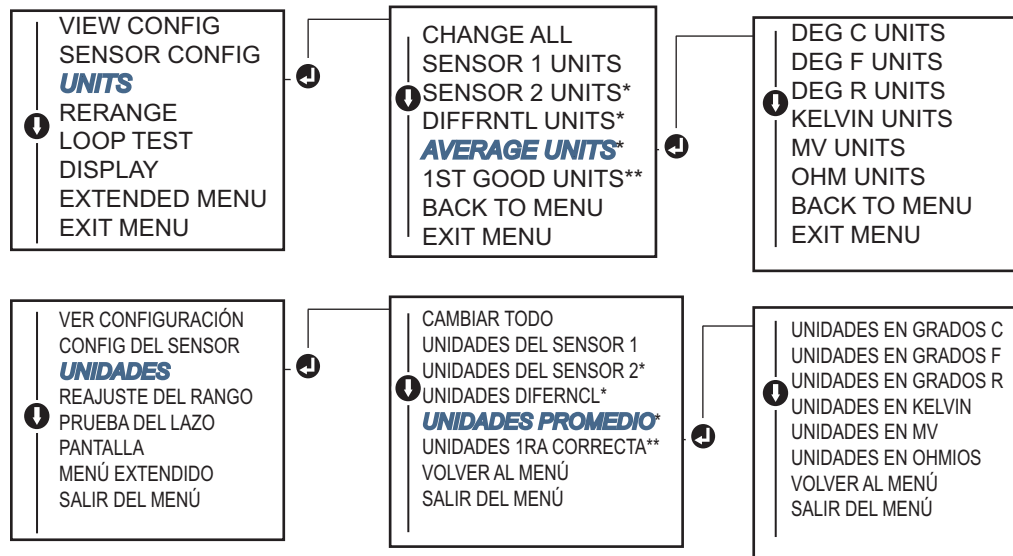 VIEW CONFIG
SENSOR CONFIG
UNITS
RERANGE
LOOP TEST
DISPLAY
EXTENDED MENU
EXIT MENU
CHANGE ALL
SENSOR 1 UNITS
SENSOR 2 UNITS*
DIFFRNTL UNITS*
AVERAGE UNITS*
1ST GOOD UNITS**
BACK TO MENU
EXIT MENU
DEG C UNITS
DEG F UNITS
DEG R UNITS
KELVIN UNITS
MV UNITS
OHM UNITS
BACK TO MENU
EXIT MENU
VER CONFIGURACIÓN
CONFIG DEL SENSOR
UNIDADES
REAJUSTE DEL RANGO
PRUEBA DEL LAZO
PANTALLA
MENÚ EXTENDIDO
SALIR DEL MENÚ
CAMBIAR TODO
UNIDADES DEL SENSOR 1
UNIDADES DEL SENSOR 2*
UNIDADES DIFERNCL*
UNIDADES PROMEDIO*
UNIDADES 1RA CORRECTA**
VOLVER AL MENÚ
SALIR DEL MENÚ
UNIDADES EN GRADOS C
UNIDADES EN GRADOS F
UNIDADES EN GRADOS R
UNIDADES EN KELVIN
UNIDADES EN MV
UNIDADES EN OHMIOS
VOLVER AL MENÚ
SALIR DEL MENÚ